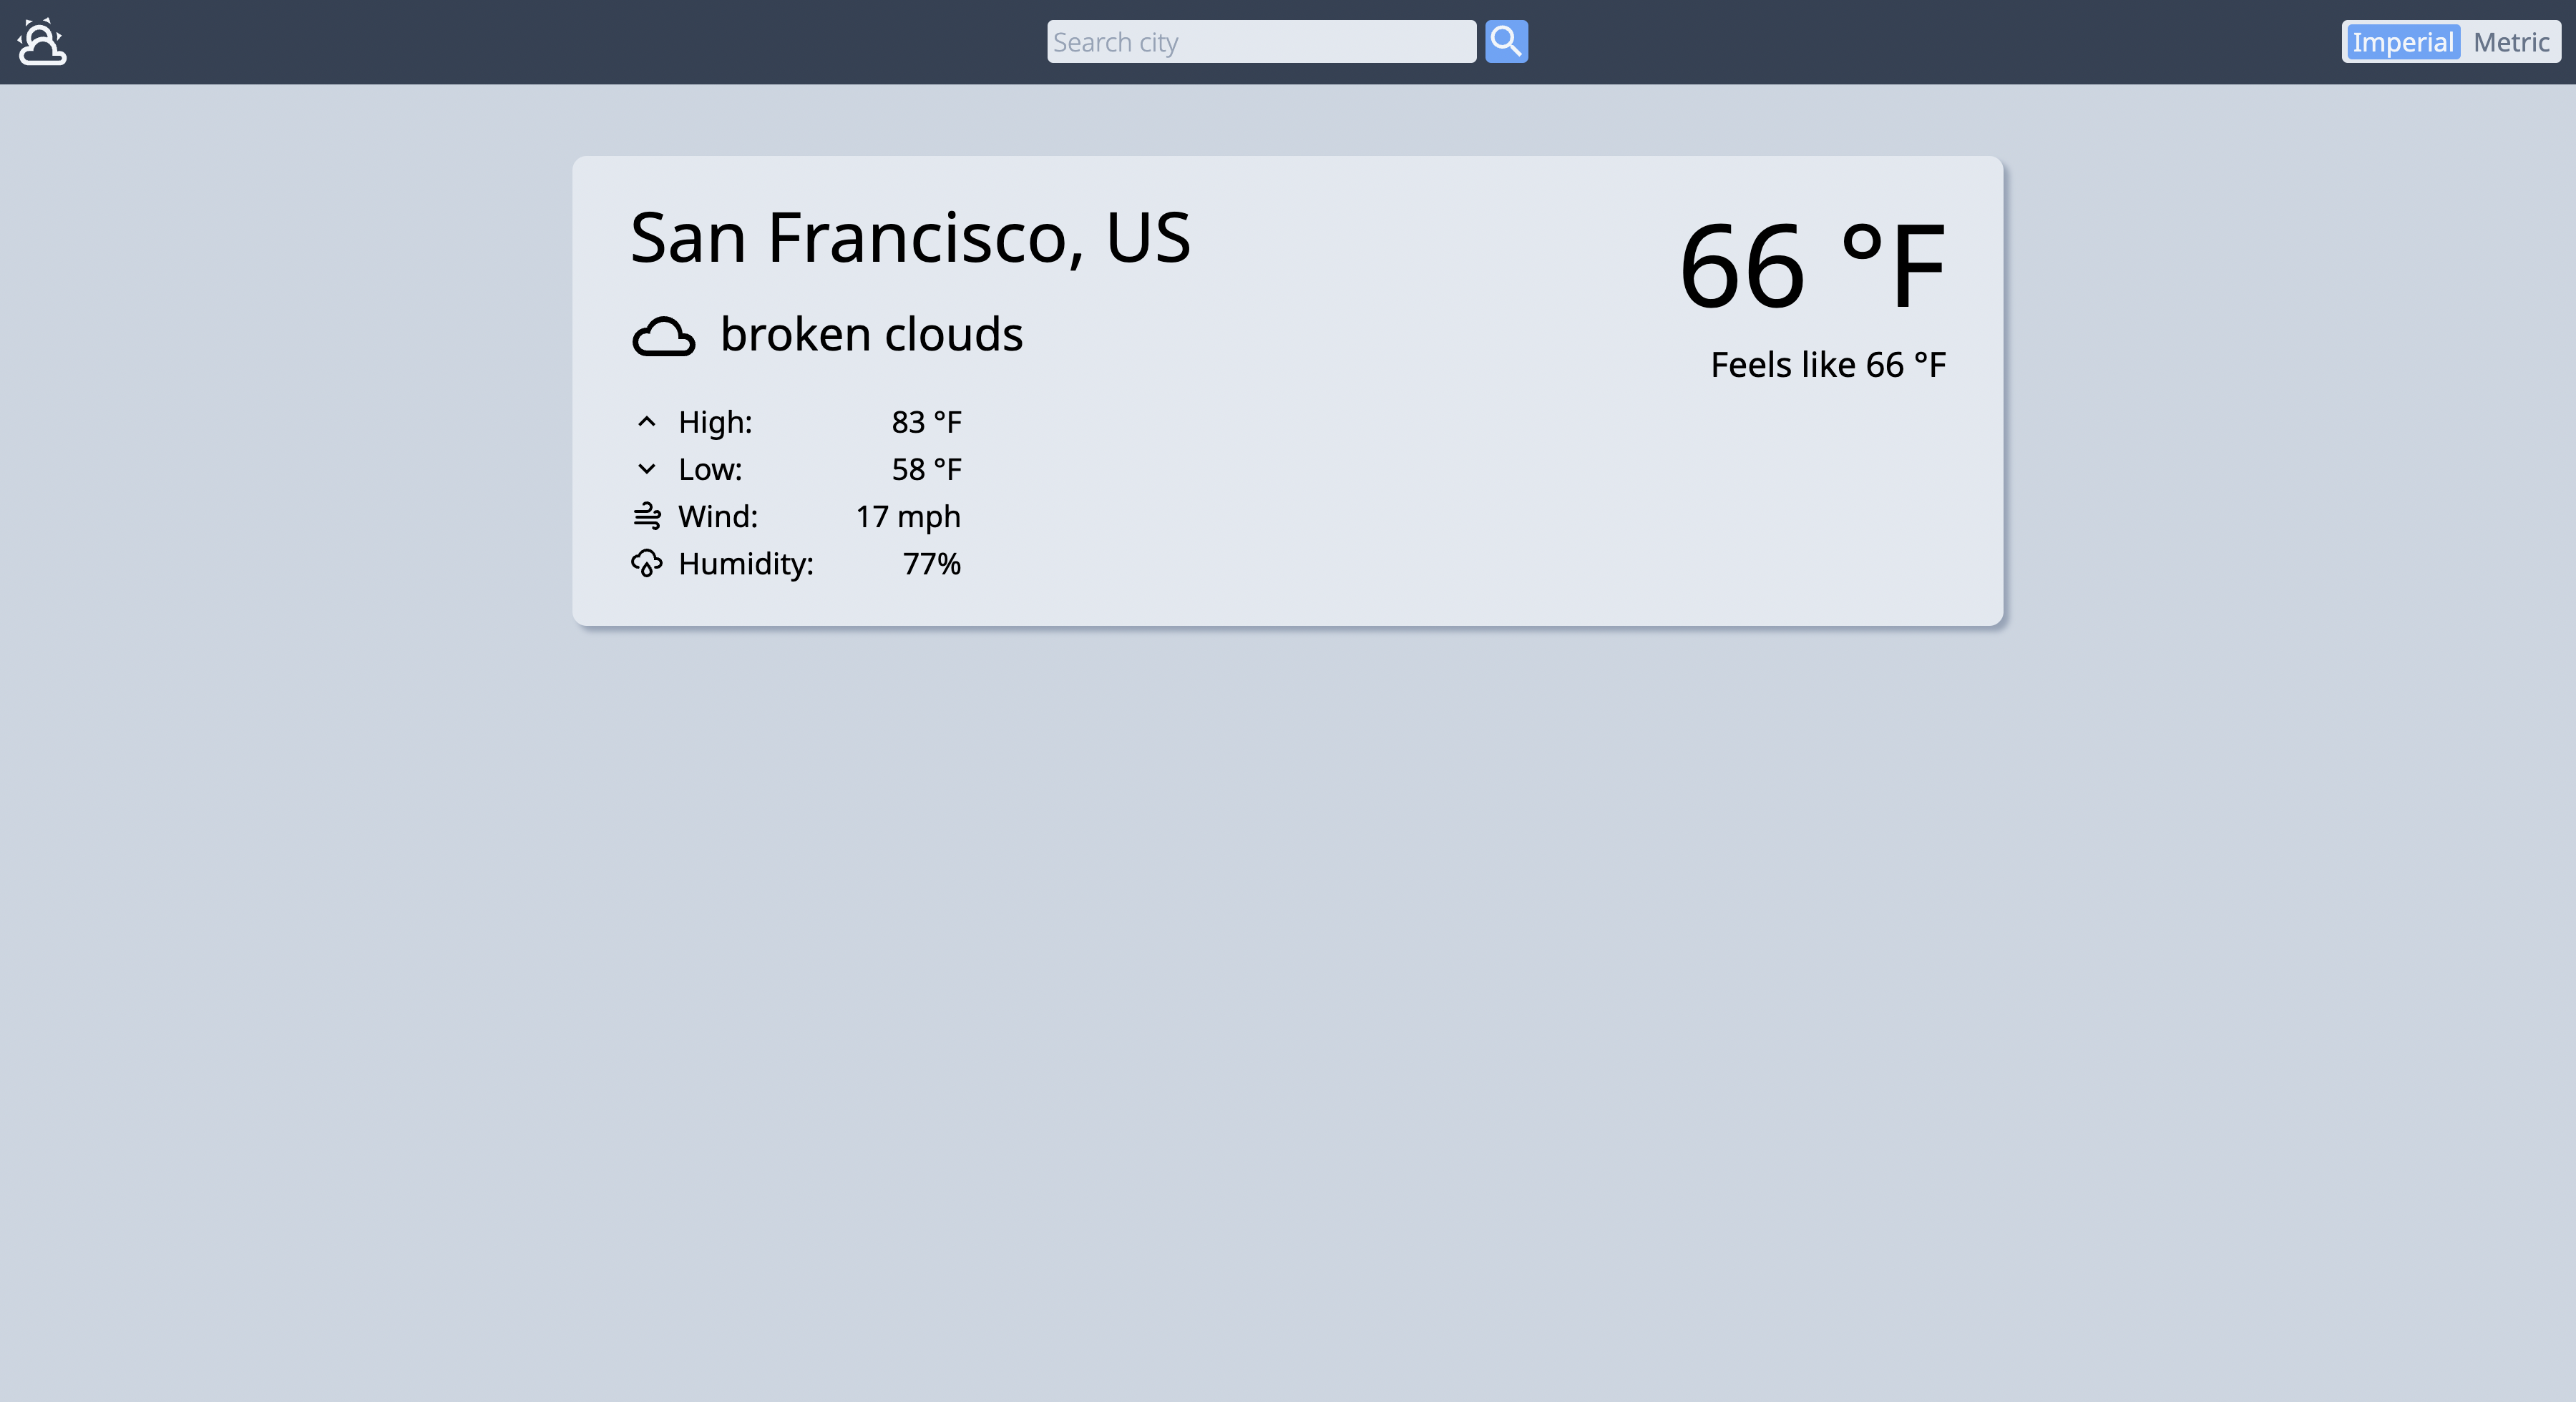 Search city
Imperial Metric
San Francisco, US
broken clouds
66 °F
Feels like 66 °F
High: 83 °F
Low: 58 °F
Wind: 17 mph
Humidity: 77%